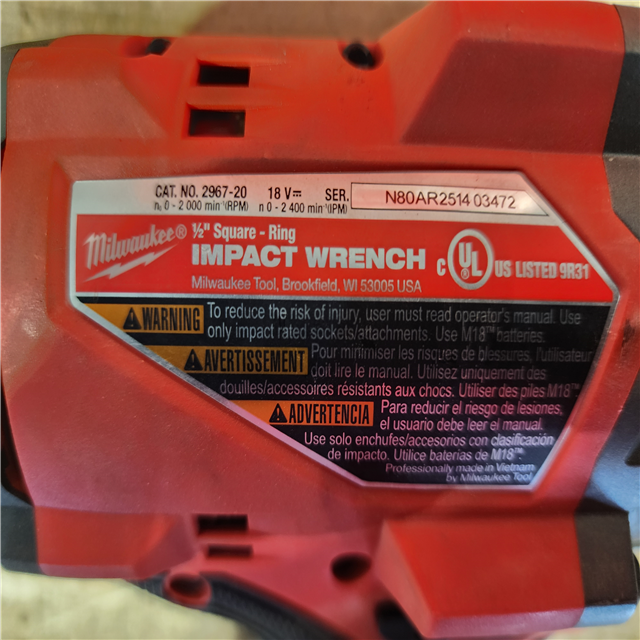 CAT. NO. 2967-20 18 V⎓ SER. N80AR251403472
n₀ 0 - 2 000 min⁻¹(RPM) n 0 - 2 400 min⁻¹(IPM)
Milwaukee®
½" Square - Ring
IMPACT WRENCH
Milwaukee Tool, Brookfield, WI 53005 USA
C UL US LISTED 9R31
WARNING To reduce the risk of injury, user must read operator's manual. Use
only impact rated sockets/attachments. Use M18™ batteries.
AVERTISSEMENT Pour minimiser les risques de blessures, l'utilisateur
doit lire le manual. Utilisez uniquement des
douilles/accessoires résistants aux chocs. Utiliser des piles M18™.
ADVERTENCIA Para reducir el riesgo de lesiones,
el usuario debe leer el manual.
Use solo enchufes/accesorios con clasificación
de impacto. Utilice baterías de M18™.
Professionally made in Vietnam
by Milwaukee Tool